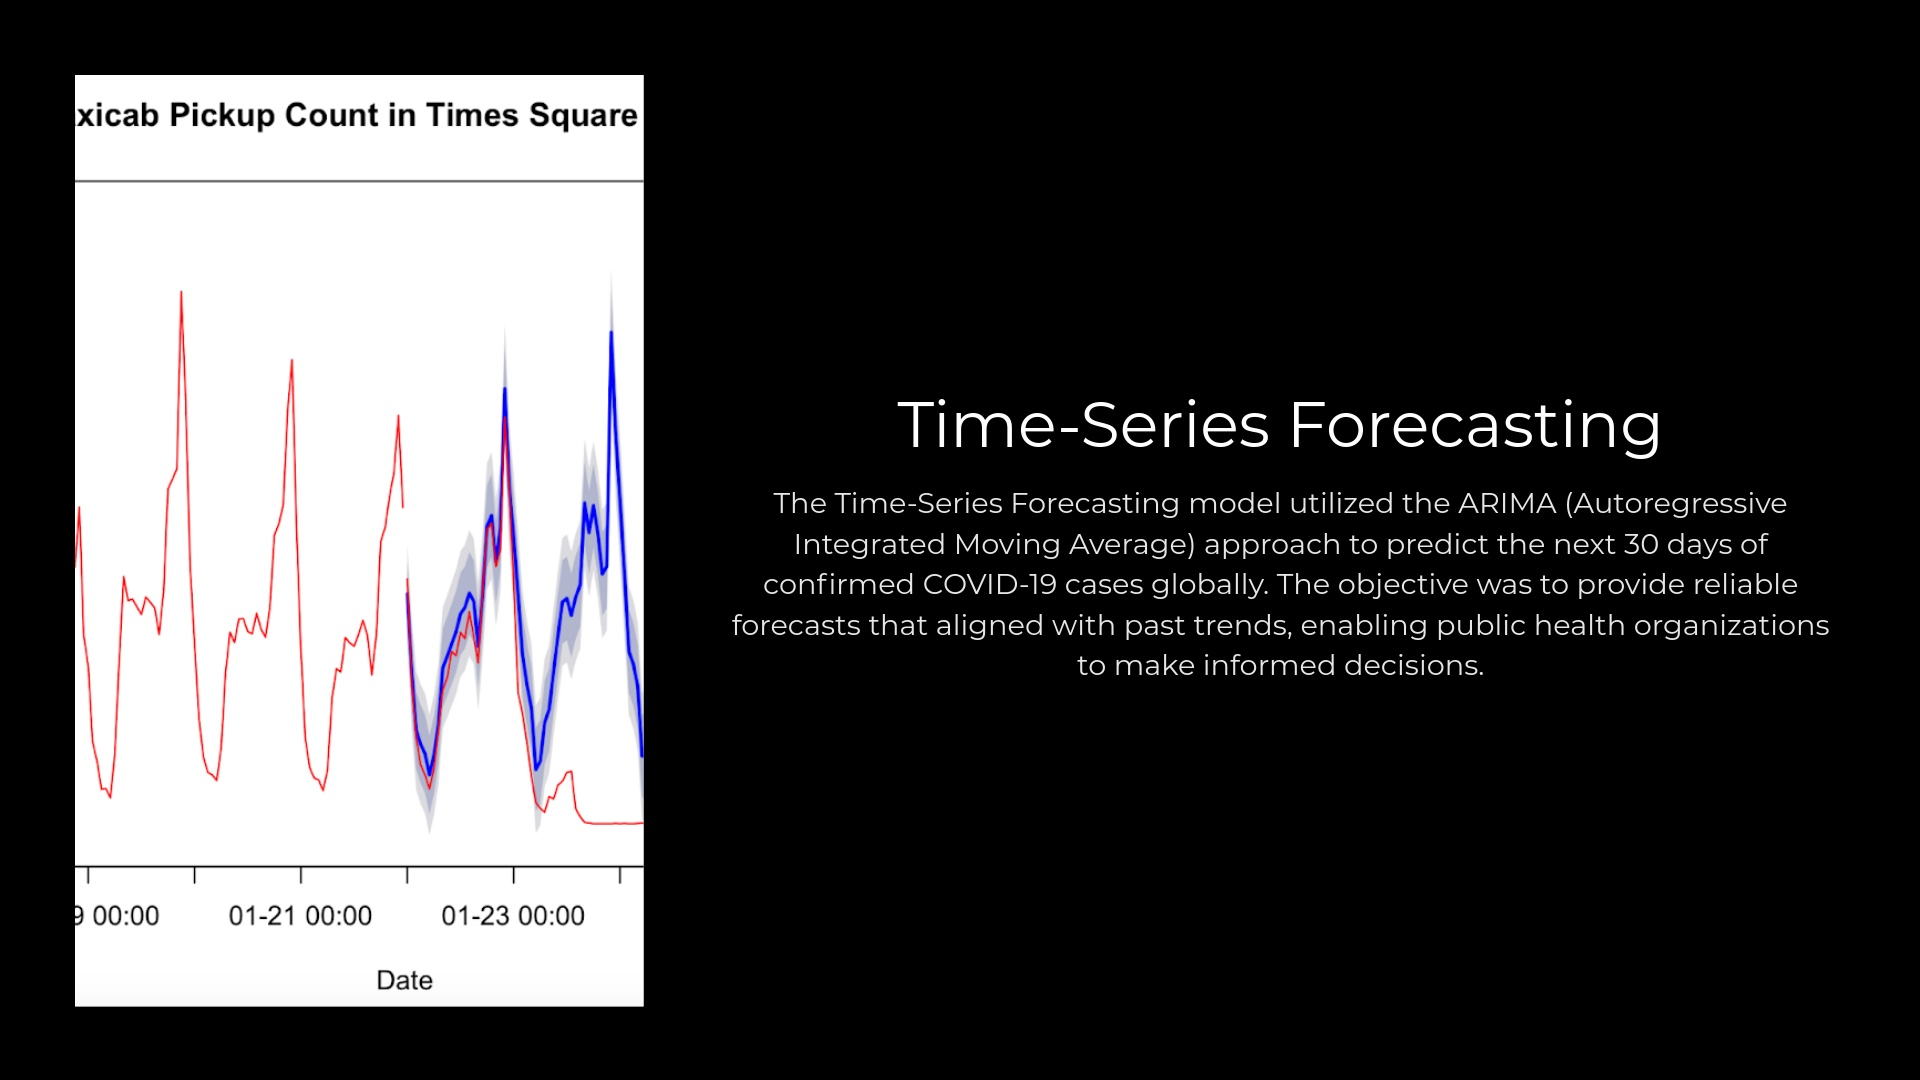 xicab Pickup Count in Times Square
9 00:00
01-21 00:00
01-23 00:00
Date
Time-Series Forecasting
The Time-Series Forecasting model utilized the ARIMA (Autoregressive
Integrated Moving Average) approach to predict the next 30 days of
confirmed COVID-19 cases globally. The objective was to provide reliable
forecasts that aligned with past trends, enabling public health organizations
to make informed decisions.